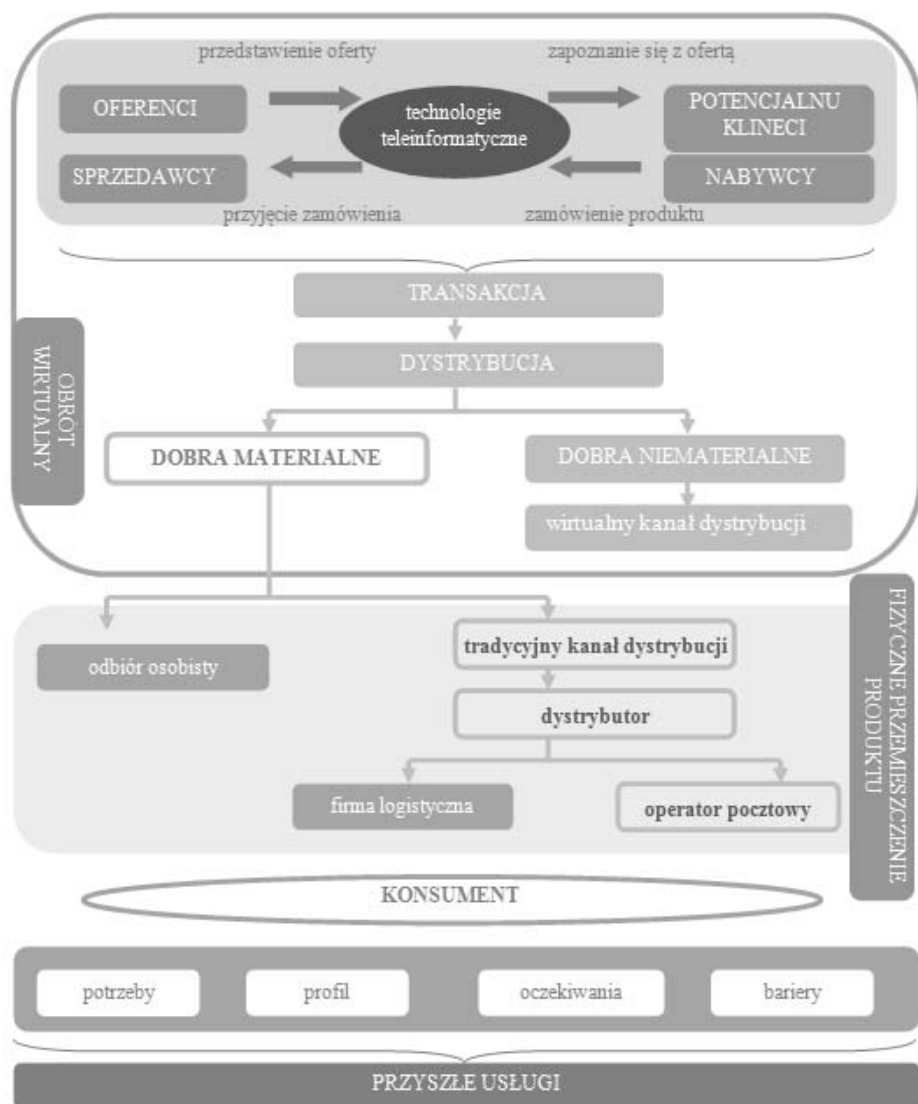 przedstawienie oferty
zapoznanie się z ofertą
OFERENCI
technologie
teleinformatyczne
POTENCJALNU
KLINECI
SPRZEDAWCY
NABYWCY
przyjęcie zamówienia
zamówienie produktu
TRANSAKCJA
OBRÓT
WIRTUALNY
DYSTRYBUCJA
DOBRA MATERIALNE
DOBRA NIEMATERIALNE
wirtualny kanał dystrybucji
FIZYCZNE PRZEMIESZCZENIE
PRODUKTU
odbiór osobisty
tradycyjny kanał dystrybucji
dystrybutor
firma logistyczna
operator pocztowy
KONSUMENT
potrzeby
profil
oczekiwania
bariery
PRZYSZŁE USŁUGI